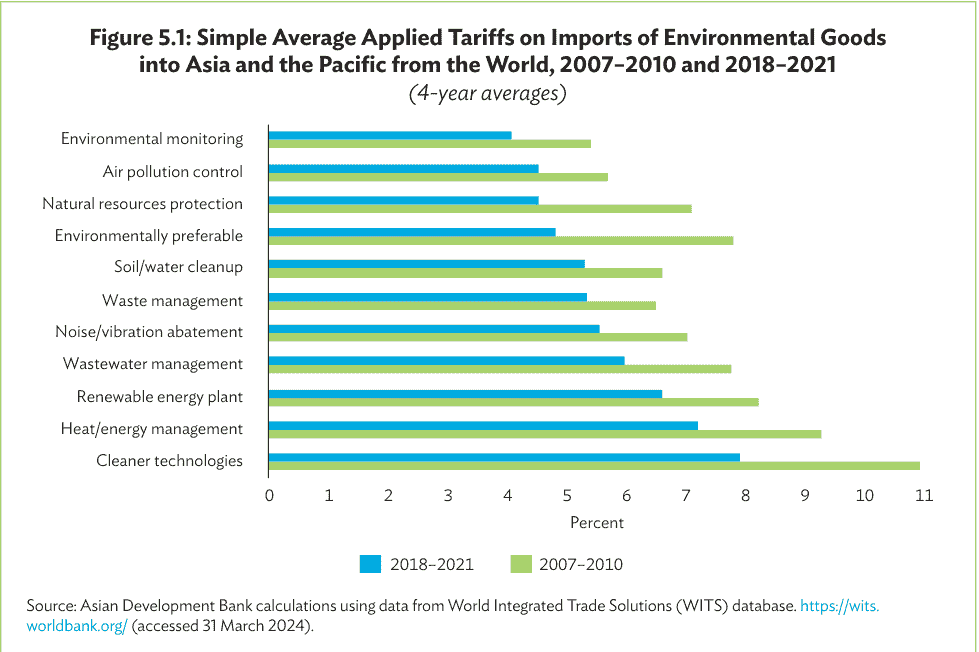 Figure 5.1: Simple Average Applied Tariffs on Imports of Environmental Goods
into Asia and the Pacific from the World, 2007–2010 and 2018–2021
(4-year averages)
Environmental monitoring
Air pollution control
Natural resources protection
Environmentally preferable
Soil/water cleanup
Waste management
Noise/vibration abatement
Wastewater management
Renewable energy plant
Heat/energy management
Cleaner technologies
0 1 2 3 4 5 6 7 8 9 10 11
Percent
2018–2021 2007–2010
Source: Asian Development Bank calculations using data from World Integrated Trade Solutions (WITS) database. https://wits.
worldbank.org/ (accessed 31 March 2024).